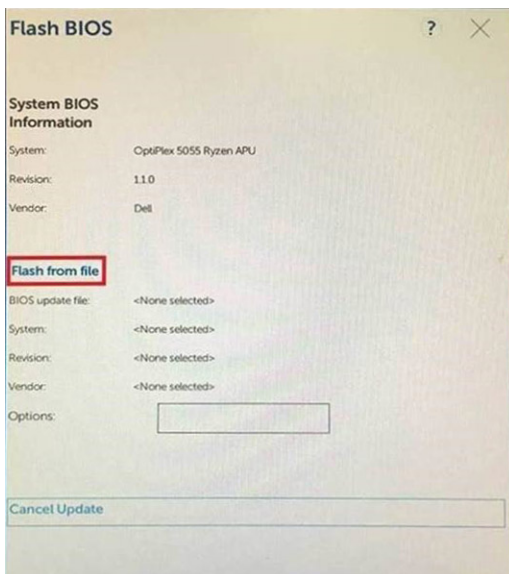 Flash BIOS ?
System BIOS
Information
System: OptiPlex 5055 Ryzen APU
Revision: 1.1.0
Vendor: Dell
Flash from file
BIOS update file: <None selected>
System: <None selected>
Revision: <None selected>
Vendor: <None selected>
Options:
Cancel Update